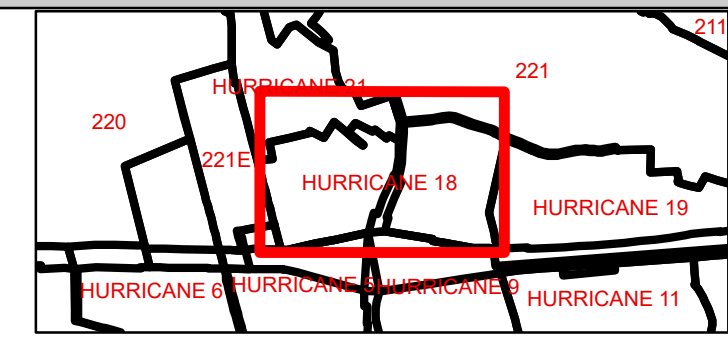 211
221
HURRICANE 21
220
221E
HURRICANE 18
HURRICANE 19
HURRICANE 6
HURRICANE 5
HURRICANE 9
HURRICANE 11